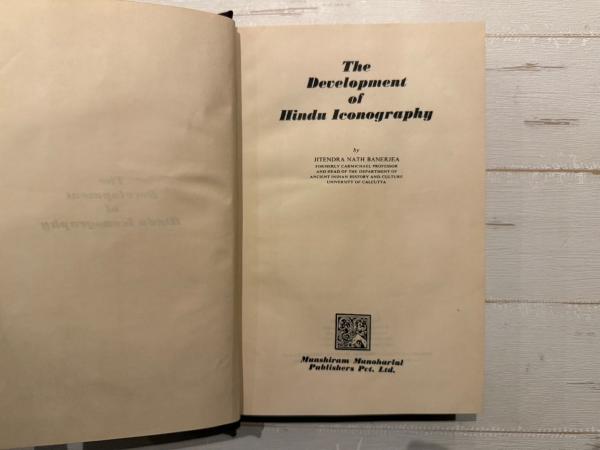 The
Development
of
Hindu Iconography
by
JITENDRA NATH BANERJEA
FORMERLY CARMICHAEL PROFESSOR
AND HEAD OF THE DEPARTMENT OF
ANCIENT INDIAN HISTORY AND CULTURE
UNIVERSITY OF CALCUTTA
Munshiram Manoharlal
Publishers Pvt. Ltd.